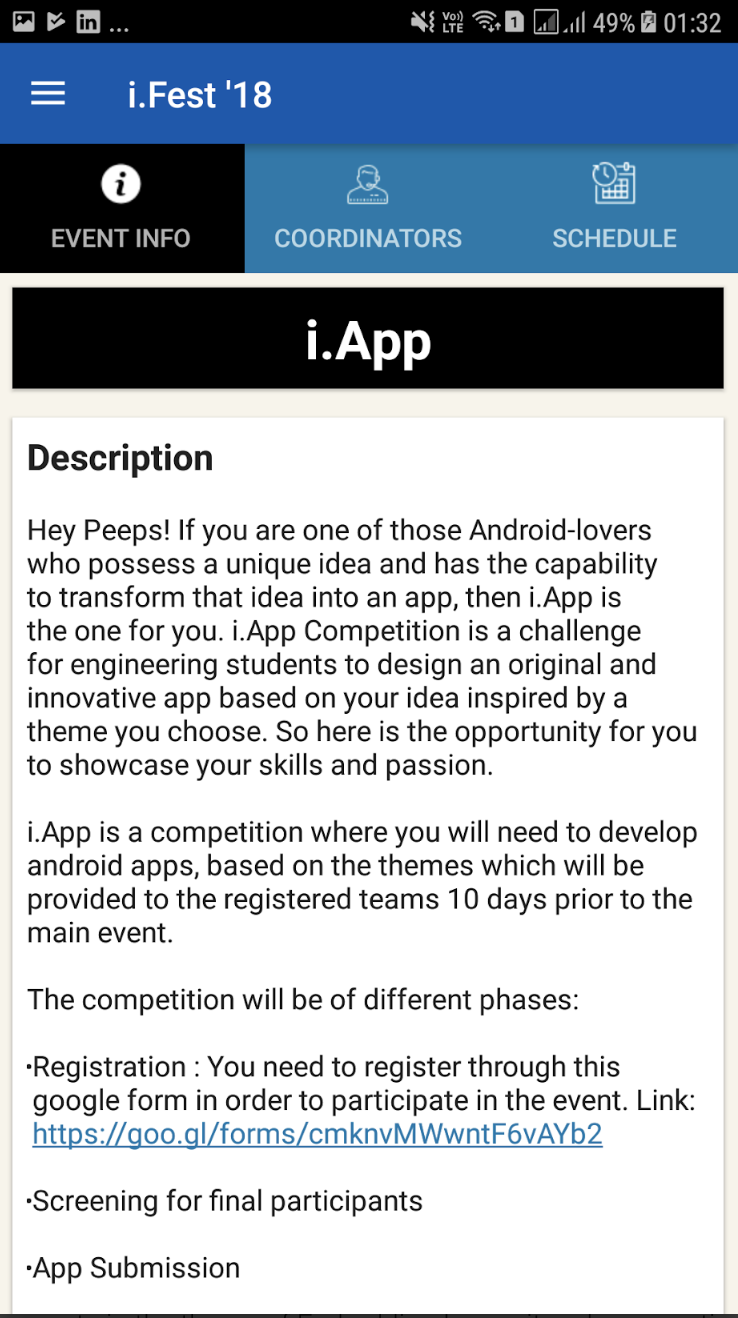 ... Vo)) LTE 1 49% 01:32
i.Fest '18
EVENT INFO COORDINATORS SCHEDULE
i.App
Description
Hey Peeps! If you are one of those Android-lovers
who possess a unique idea and has the capability
to transform that idea into an app, then i.App is
the one for you. i.App Competition is a challenge
for engineering students to design an original and
innovative app based on your idea inspired by a
theme you choose. So here is the opportunity for you
to showcase your skills and passion.
i.App is a competition where you will need to develop
android apps, based on the themes which will be
provided to the registered teams 10 days prior to the
main event.
The competition will be of different phases:
·Registration : You need to register through this
google form in order to participate in the event. Link:
https://goo.gl/forms/cmknvMWwntF6vAYb2
·Screening for final participants
·App Submission